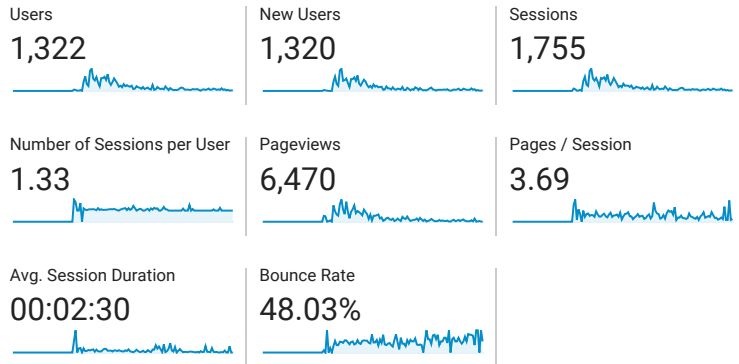 Users
1,322
New Users
1,320
Sessions
1,755
Number of Sessions per User
1.33
Pageviews
6,470
Pages / Session
3.69
Avg. Session Duration
00:02:30
Bounce Rate
48.03%